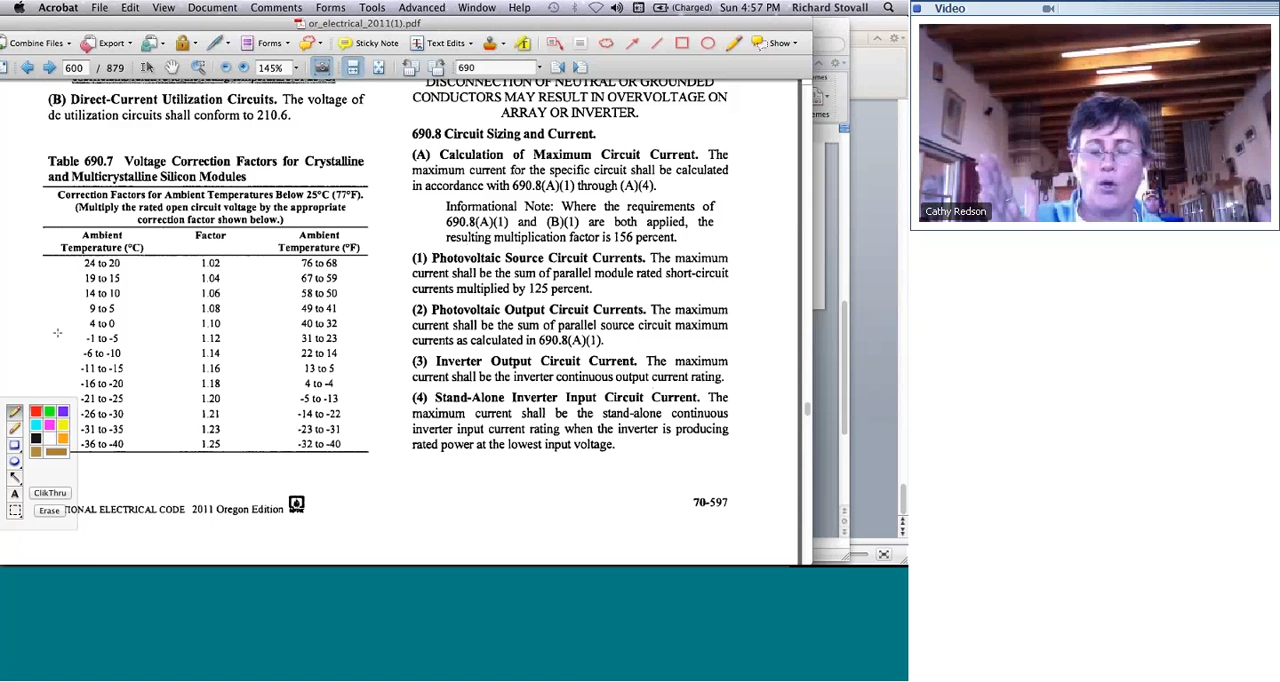 Acrobat File Edit View Document Comments Forms Tools Advanced Window Help (Charged) Sun 4:57 PM Richard Stovall
or_electrical_2011(1).pdf
Combine Files Export Forms Sticky Note Text Edits Show
600 / 879 145% 690
(B) Direct-Current Utilization Circuits. The voltage of
dc utilization circuits shall conform to 210.6.
Table 690.7 Voltage Correction Factors for Crystalline
and Multicrystalline Silicon Modules
Correction Factors for Ambient Temperatures Below 25°C (77°F).
(Multiply the rated open circuit voltage by the appropriate
correction factor shown below.)
Ambient Temperature (°C) Factor Ambient Temperature (°F)
24 to 20 1.02 76 to 68
19 to 15 1.04 67 to 59
14 to 10 1.06 58 to 50
9 to 5 1.08 49 to 41
4 to 0 1.10 40 to 32
-1 to -5 1.12 31 to 23
-6 to -10 1.14 22 to 14
-11 to -15 1.16 13 to 5
-16 to -20 1.18 4 to -4
-21 to -25 1.20 -5 to -13
-26 to -30 1.21 -14 to -22
-31 to -35 1.23 -23 to -31
-36 to -40 1.25 -32 to -40
A
ClikThru
Erase
IONAL ELECTRICAL CODE 2011 Oregon Edition
DISCONNECTION OF NEUTRAL OR GROUNDED
CONDUCTORS MAY RESULT IN OVERVOLTAGE ON
ARRAY OR INVERTER.
690.8 Circuit Sizing and Current.
(A) Calculation of Maximum Circuit Current. The
maximum current for the specific circuit shall be calculated
in accordance with 690.8(A)(1) through (A)(4).
Informational Note: Where the requirements of
690.8(A)(1) and (B)(1) are both applied, the
resulting multiplication factor is 156 percent.
(1) Photovoltaic Source Circuit Currents. The maximum
current shall be the sum of parallel module rated short-circuit
currents multiplied by 125 percent.
(2) Photovoltaic Output Circuit Currents. The maximum
current shall be the sum of parallel source circuit maximum
currents as calculated in 690.8(A)(1).
(3) Inverter Output Circuit Current. The maximum
current shall be the inverter continuous output current rating.
(4) Stand-Alone Inverter Input Circuit Current. The
maximum current shall be the stand-alone continuous
inverter input current rating when the inverter is producing
rated power at the lowest input voltage.
70-597
Video
Cathy Redson